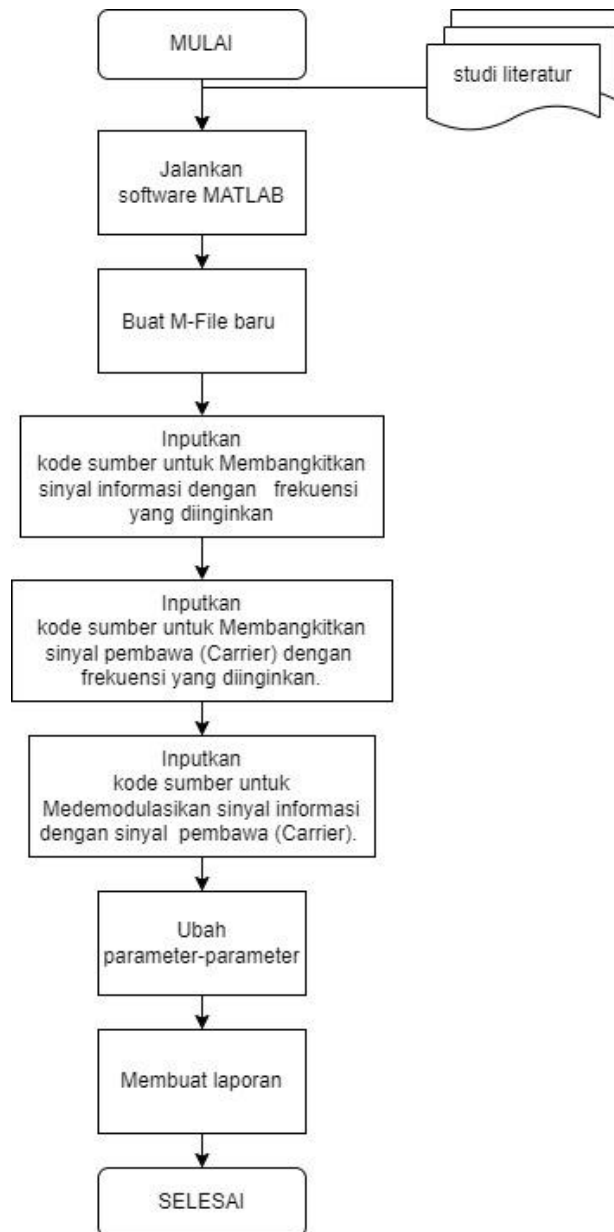 MULAI
studi literatur
Jalankan
software MATLAB
Buat M-File baru
Inputkan
kode sumber untuk Membangkitkan
sinyal informasi dengan frekuensi
yang diinginkan
Inputkan
kode sumber untuk Membangkitkan
sinyal pembawa (Carrier) dengan
frekuensi yang diinginkan.
Inputkan
kode sumber untuk
Medemodulasikan sinyal informasi
dengan sinyal pembawa (Carrier).
Ubah
parameter-parameter
Membuat laporan
SELESAI